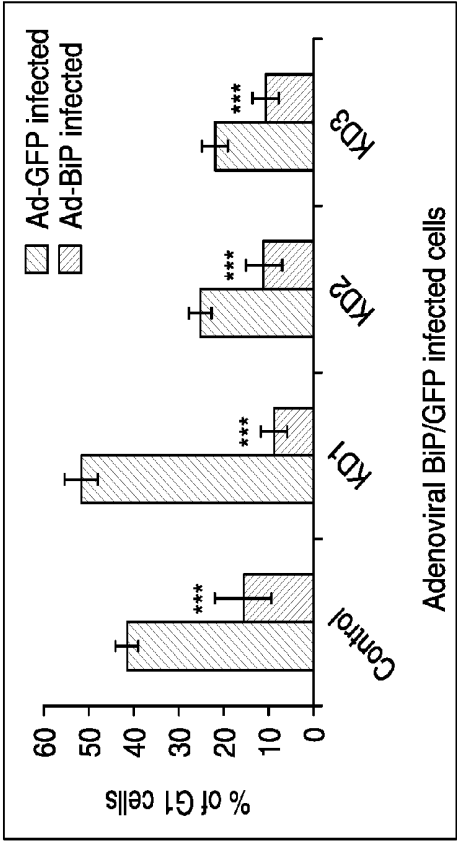 Ad-GFP infected
Ad-BiP infected
% of G1 cells
60
50
40
30
20
10
0
***
***
***
***
Control
KD1
KD2
KD3
Adenoviral BiP/GFP infected cells